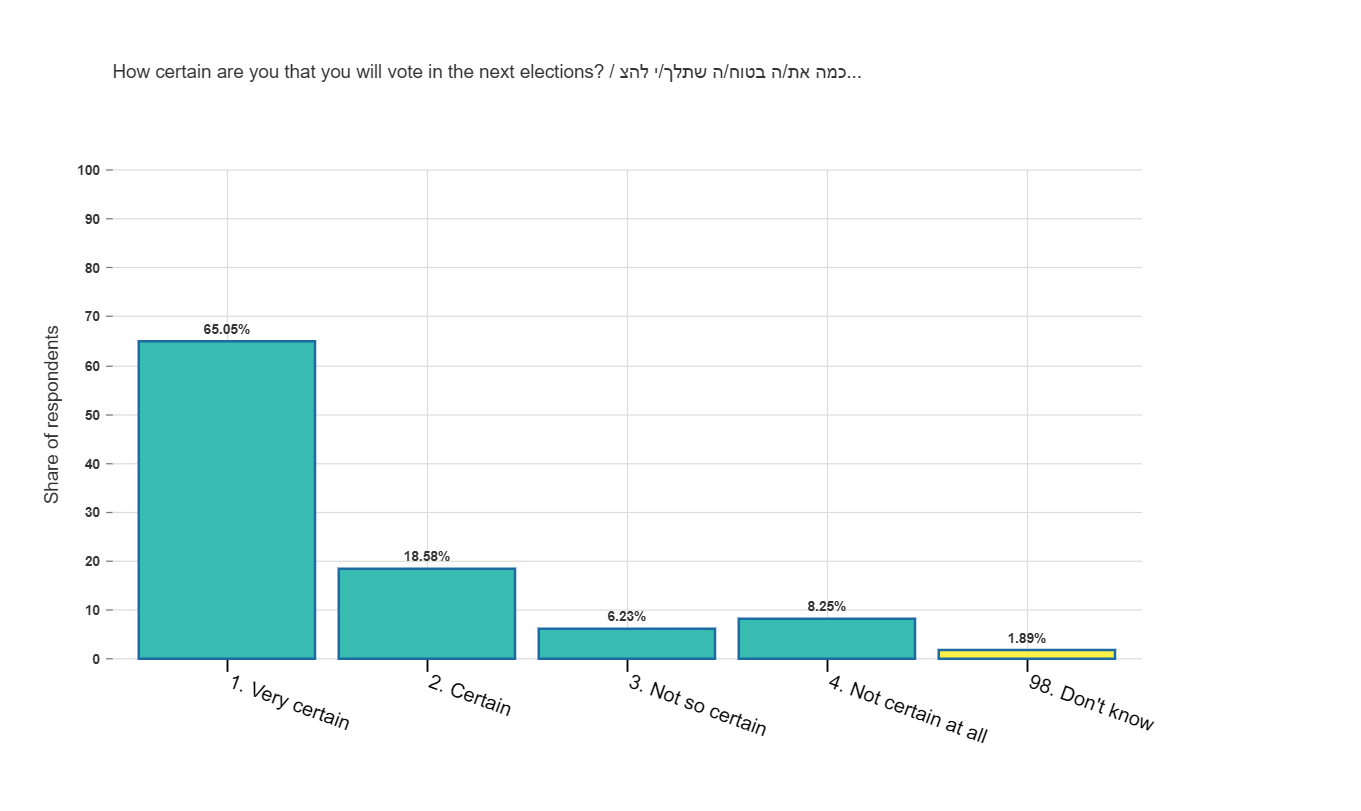 How certain are you that you will vote in the next elections? / כמה את/ה בטוח/ה שתלך/י להצ...
100
90
80
70
60
50
40
30
20
10
0
Share of respondents
65.05%
18.58%
6.23%
8.25%
1.89%
1. Very certain
2. Certain
3. Not so certain
4. Not certain at all
98. Don't know